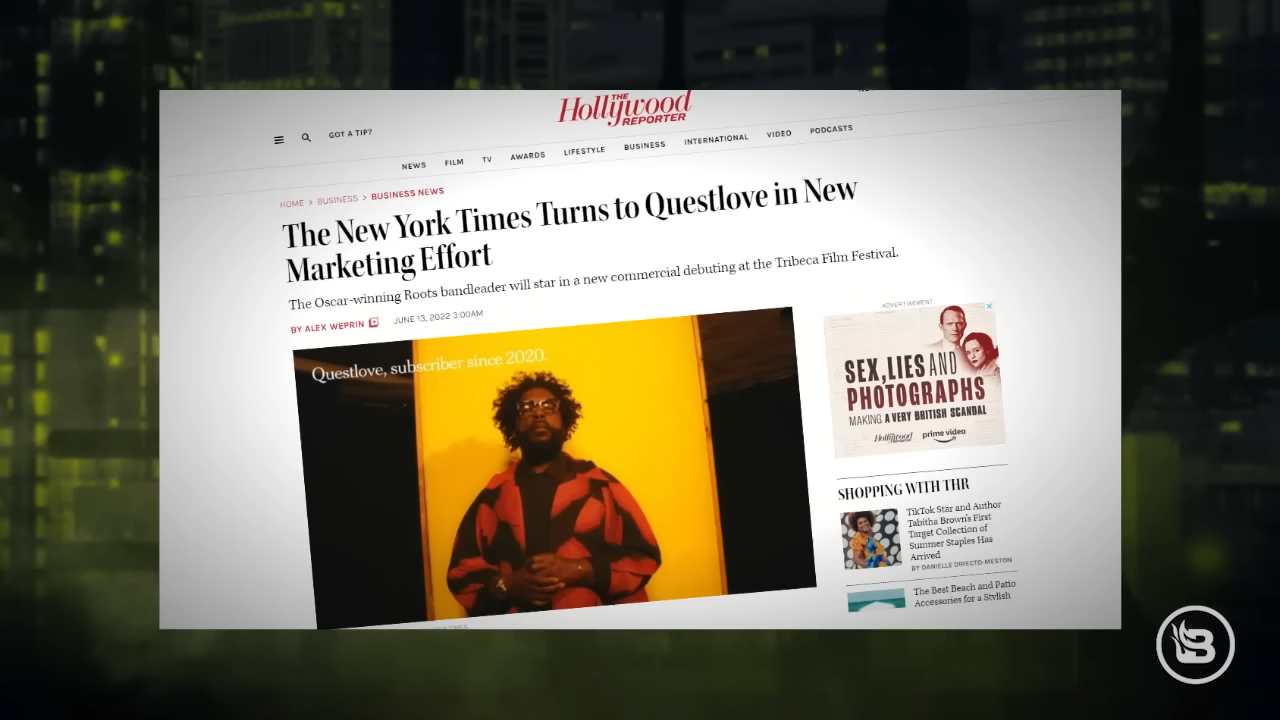 THE
Hollywood
REPORTER
GOT A TIP?
NEWS FILM TV AWARDS LIFESTYLE BUSINESS INTERNATIONAL VIDEO PODCASTS
HOME > BUSINESS > BUSINESS NEWS
The New York Times Turns to Questlove in New
Marketing Effort
The Oscar-winning Roots bandleader will star in a new commercial debuting at the Tribeca Film Festival.
BY ALEX WEPRIN JUNE 13, 2022 3:00AM
Questlove, subscriber since 2020.
ADVERTISEMENT
SEX, LIES AND
PHOTOGRAPHS
MAKING A VERY BRITISH SCANDAL
Hollywood
prime video
SHOPPING WITH THR
TikTok Star and Author
Tabitha Brown's First
Target Collection of
Summer Staples Has
Arrived
BY DANIELLE DIRECTO-MESTON
The Best Beach and Patio
Accessories for a Stylish
B